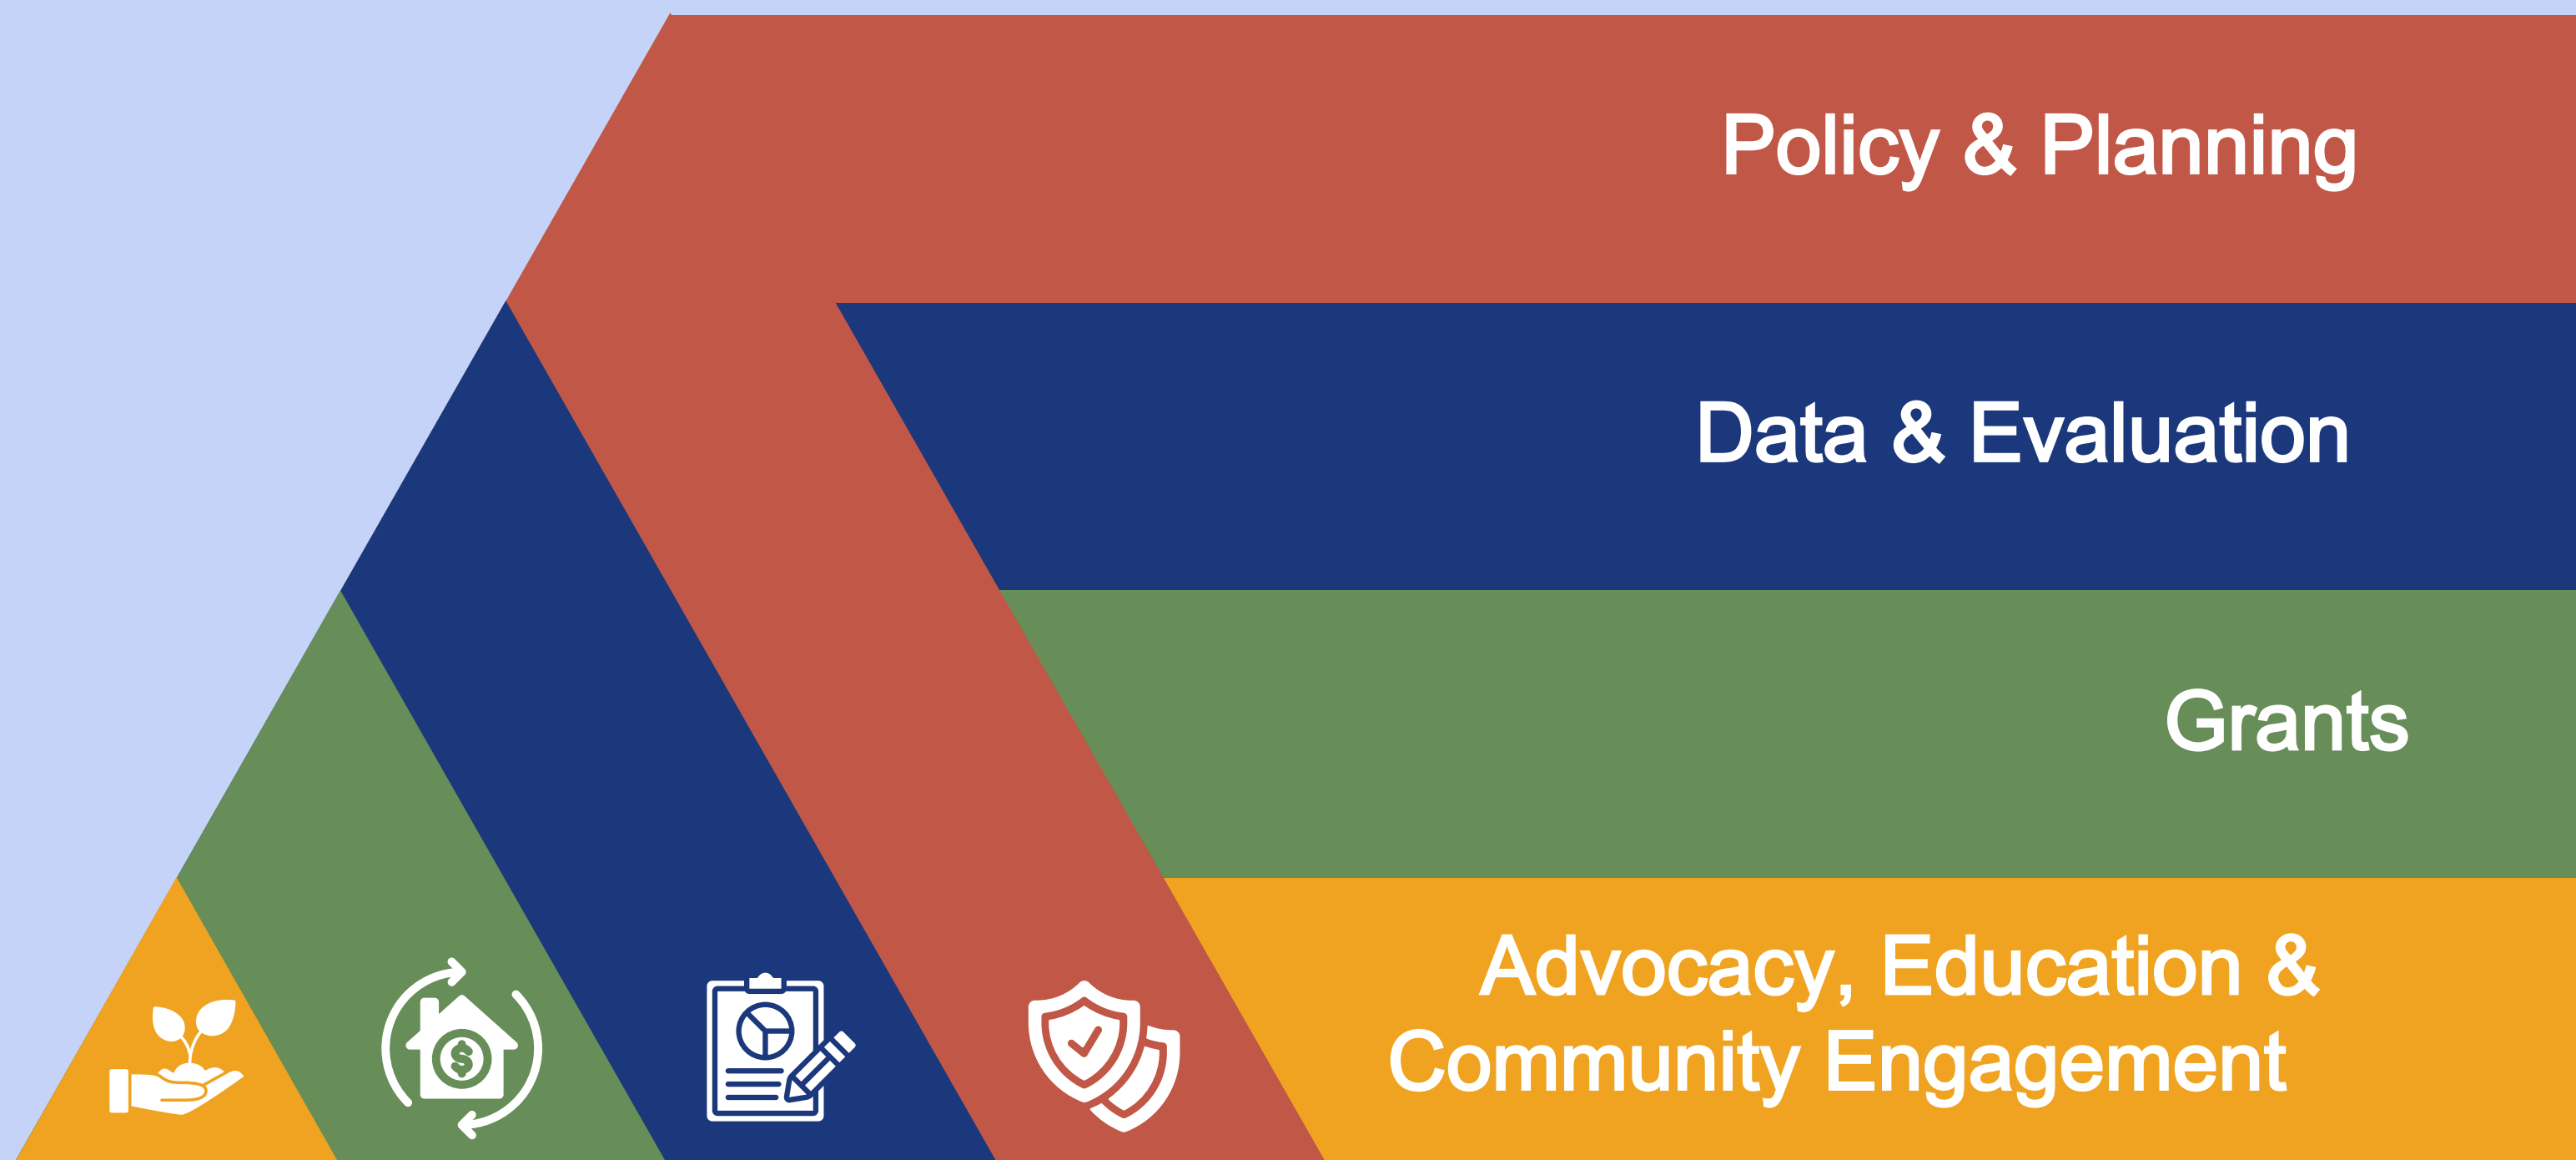 Policy & Planning
Data & Evaluation
Grants
Advocacy, Education &
Community Engagement
$